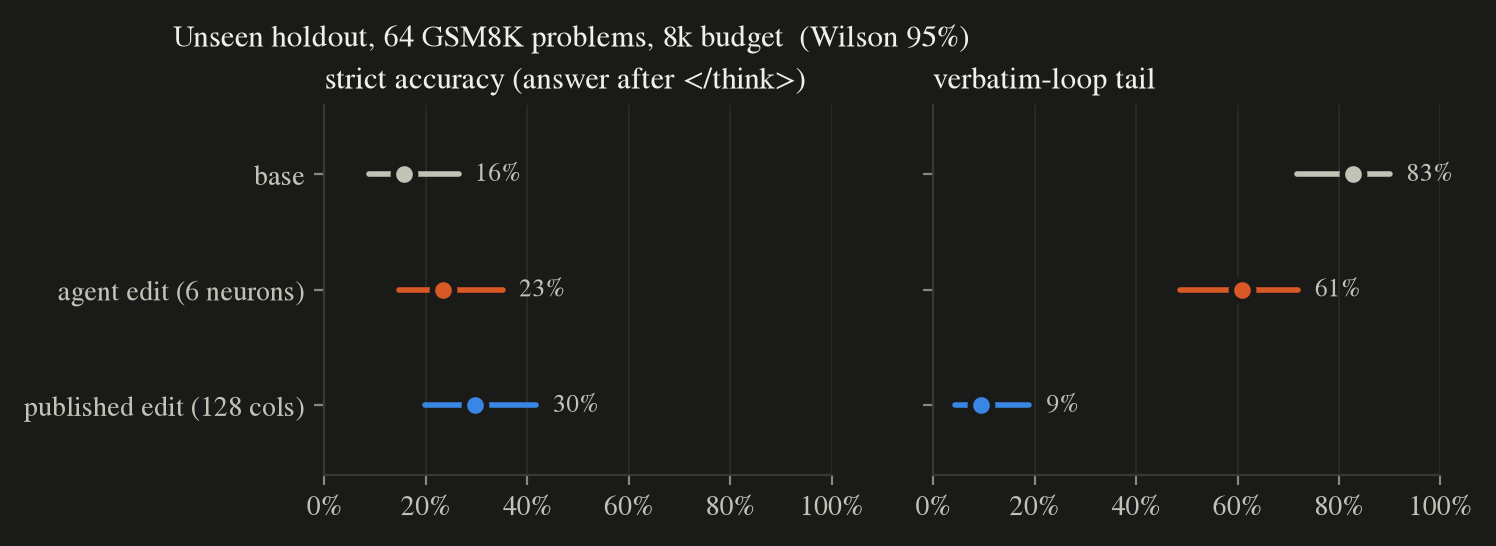 Unseen holdout, 64 GSM8K problems, 8k budget  (Wilson 95%)
strict accuracy (answer after </think>)
verbatim-loop tail
base
16%
83%
agent edit (6 neurons)
23%
61%
published edit (128 cols)
30%
9%
0% 20% 40% 60% 80% 100%
0% 20% 40% 60% 80% 100%